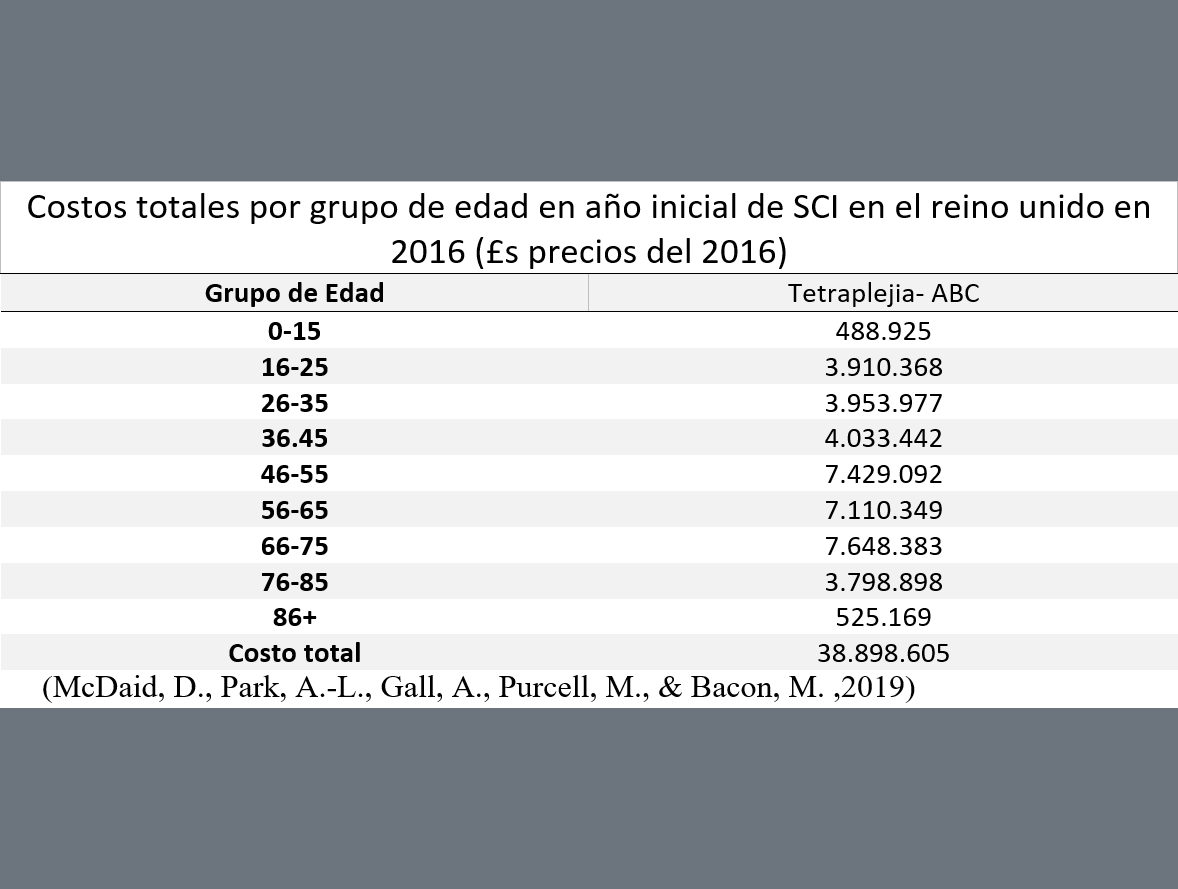 Costos totales por grupo de edad en año inicial de SCI en el reino unido en
2016 (£s precios del 2016)
Grupo de Edad Tetraplejia- ABC
0-15 488.925
16-25 3.910.368
26-35 3.953.977
36.45 4.033.442
46-55 7.429.092
56-65 7.110.349
66-75 7.648.383
76-85 3.798.898
86+ 525.169
Costo total 38.898.605
(McDaid, D., Park, A.-L., Gall, A., Purcell, M., & Bacon, M. ,2019)